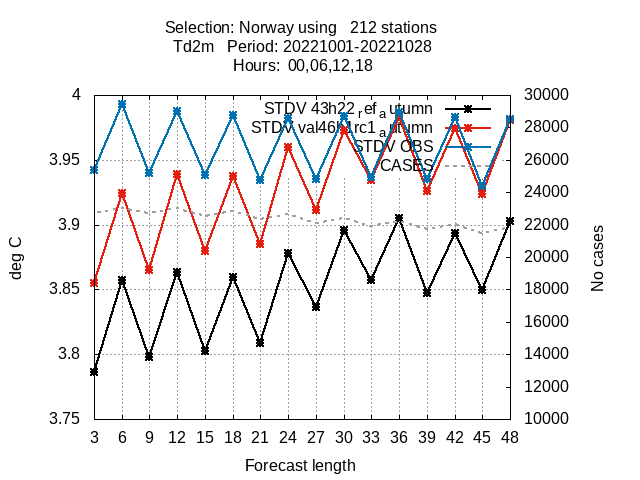 Selection: Norway using   212 stations
Td2m   Period: 20221001-20221028
Hours:  00,06,12,18
4
3.95
3.9
3.85
3.8
3.75
deg C
STDV 43h22_ref_autumn
STDV OBS
CASES
30000
28000
26000
24000
22000
20000
18000
16000
14000
12000
10000
No cases
3 6 9 12 15 18 21 24 27 30 33 36 39 42 45 48
Forecast length